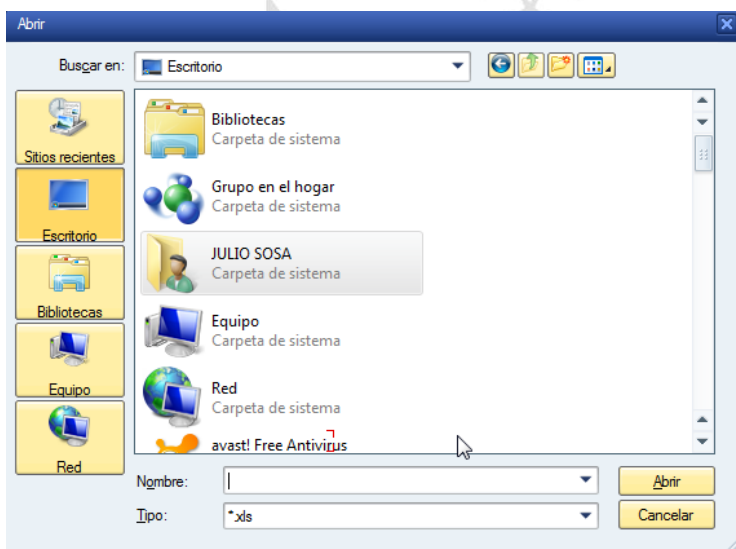 Abrir
Buscar en:
Escritorio
Sitios recientes
Escritorio
Bibliotecas
Equipo
Red
Bibliotecas
Carpeta de sistema
Grupo en el hogar
Carpeta de sistema
JULIO SOSA
Carpeta de sistema
Equipo
Carpeta de sistema
Red
Carpeta de sistema
avast! Free Antivirus
Nombre:
Abrir
Tipo:
*.xls
Cancelar